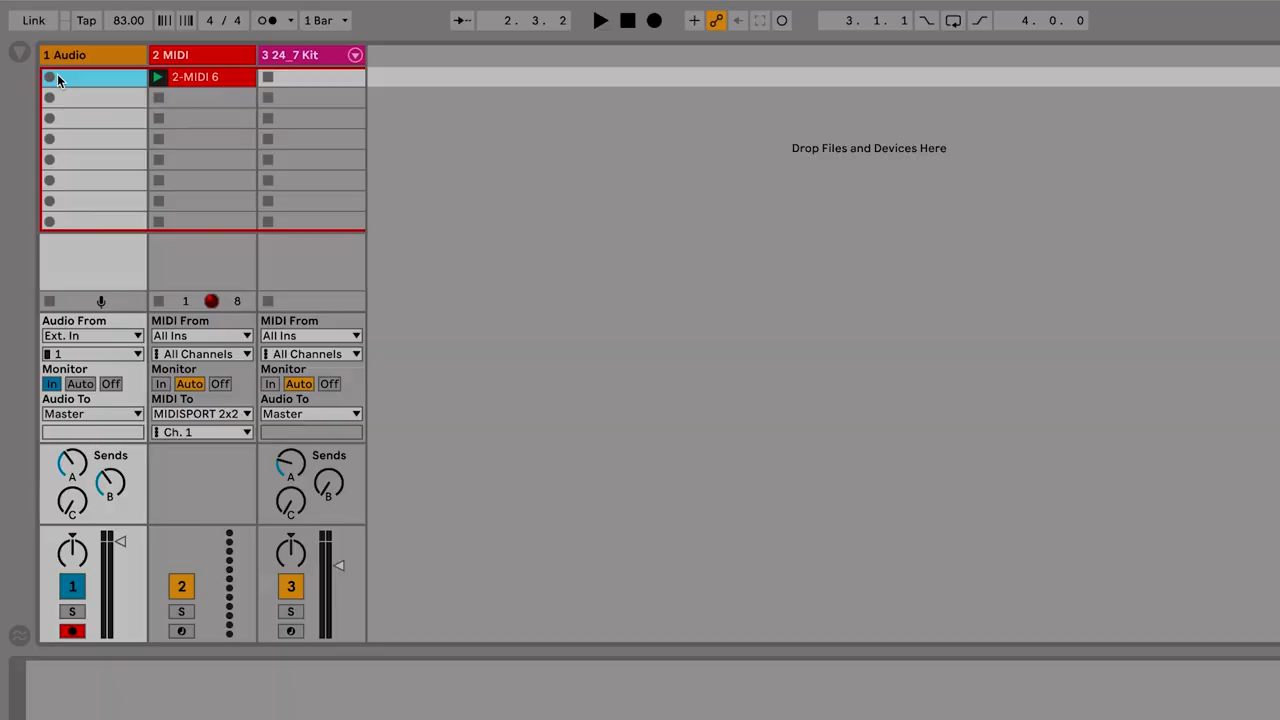 Link Tap 83.00 4 / 4 1 Bar 2. 3. 2 3. 1. 1 4. 0. 0
1 Audio 2 MIDI 3 24_7 Kit
2-MIDI 6
Drop Files and Devices Here
1 8
Audio From MIDI From MIDI From
Ext. In All Ins All Ins
1 All Channels All Channels
Monitor Monitor Monitor
In Auto Off In Auto Off In Auto Off
Audio To MIDI To Audio To
Master MIDISPORT 2x2 Master
Ch. 1
Sends Sends
A B A B
C C
1 2 3
S S S